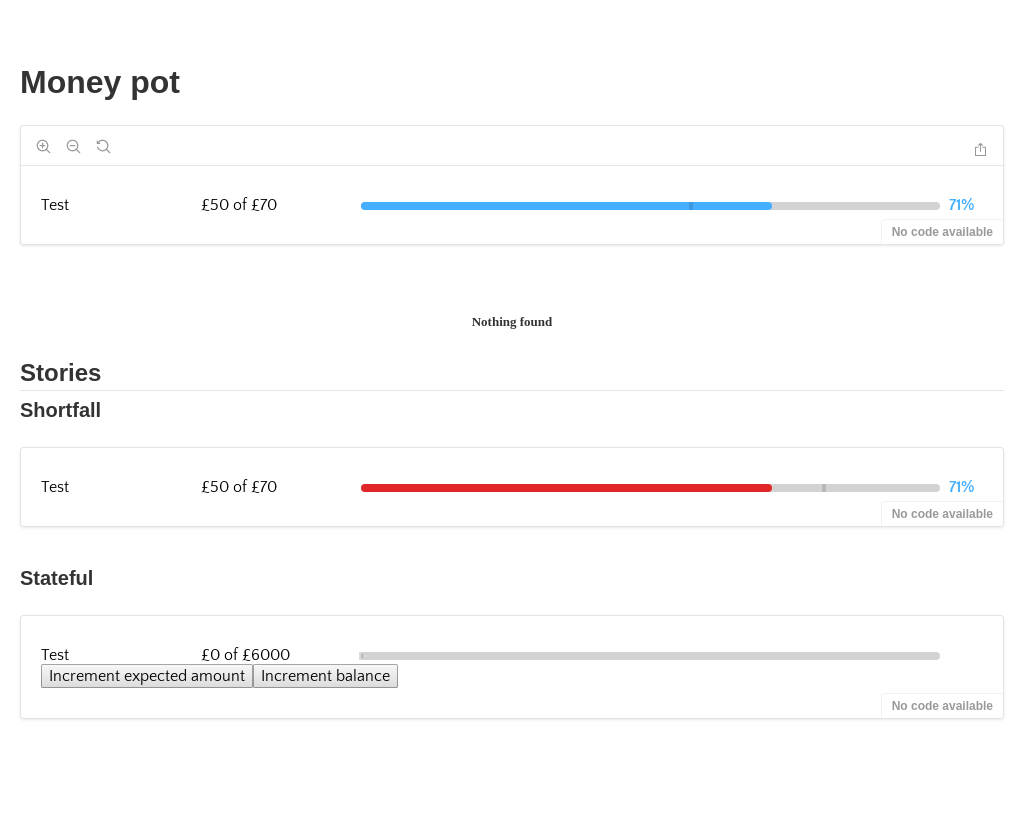 Money pot
Test £50 of £70 71%
No code available
Nothing found
Stories
Shortfall
Test £50 of £70 71%
No code available
Stateful
Test £0 of £6000
Increment expected amount Increment balance
No code available